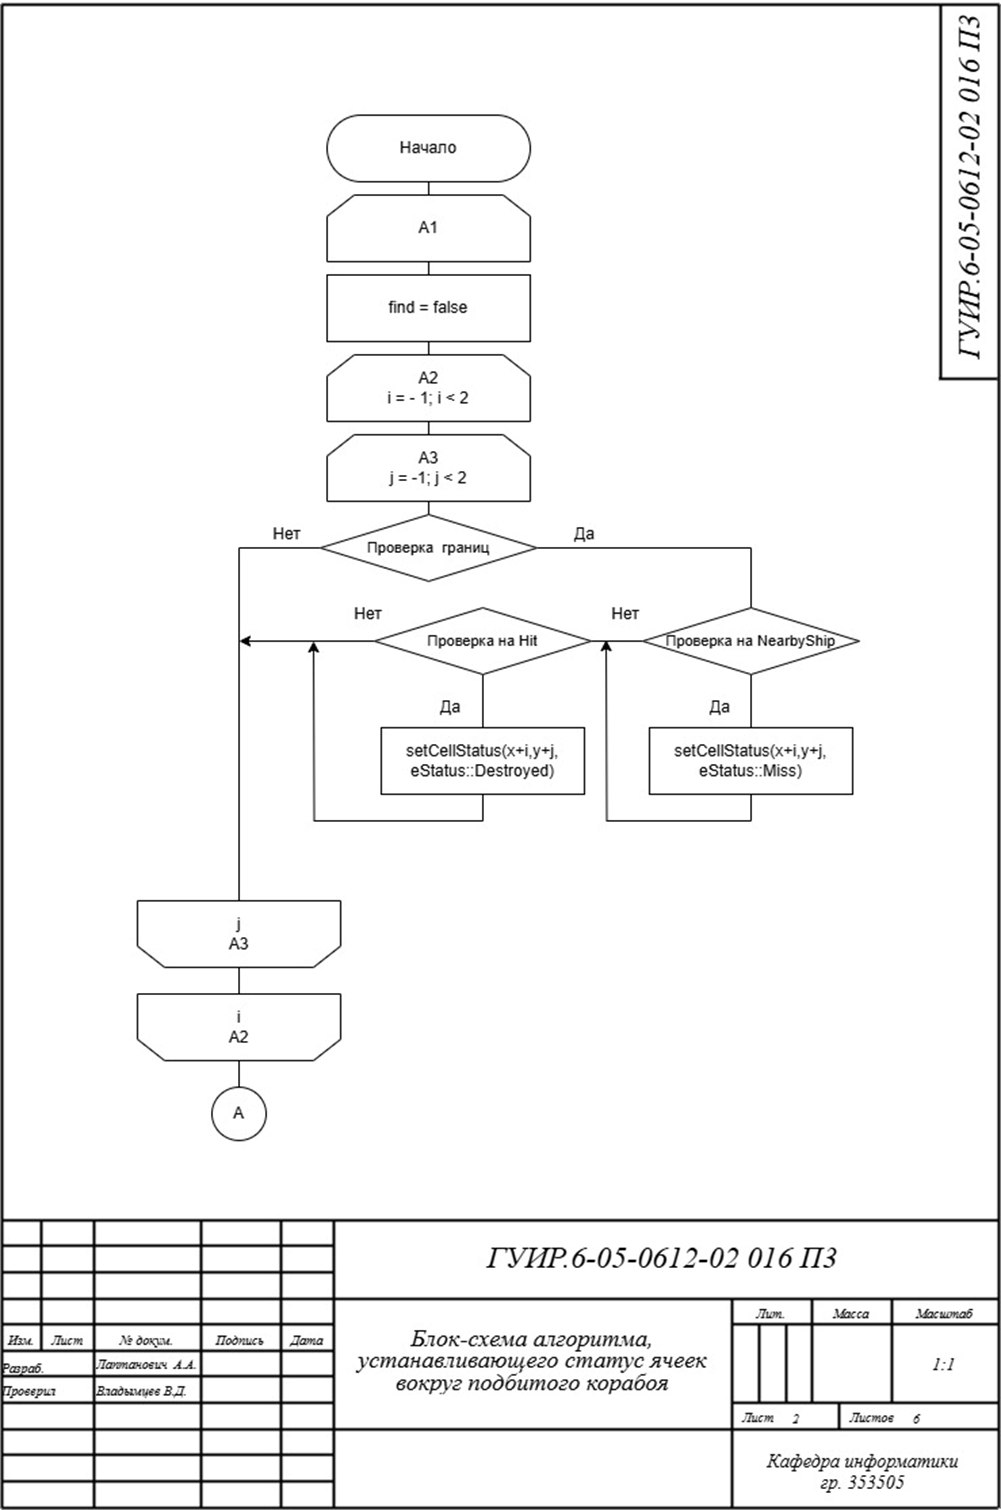 ГУИР.6-05-0612-02 016 ПЗ
Начало
A1
find = false
A2
i = - 1; i < 2
A3
j = -1; j < 2
Нет
Да
Проверка границ
Нет
Нет
Проверка на Hit
Проверка на NearbyShip
Да
Да
setCellStatus(x+i,y+j,
eStatus::Destroyed)
setCellStatus(x+i,y+j,
eStatus::Miss)
j
A3
i
A2
A
ГУИР.6-05-0612-02 016 ПЗ
Лит.
Масса
Масштаб
Изм.
Лист
№ докум.
Подпись
Дата
Блок-схема алгоритма,
устанавливающего статус ячеек
вокруг подбитого корабоя
1:1
Разраб.
Лаптанович А.А.
Проверил
Владымцев В.Д.
Лист 2
Листов 6
Кафедра информатики
гр. 353505